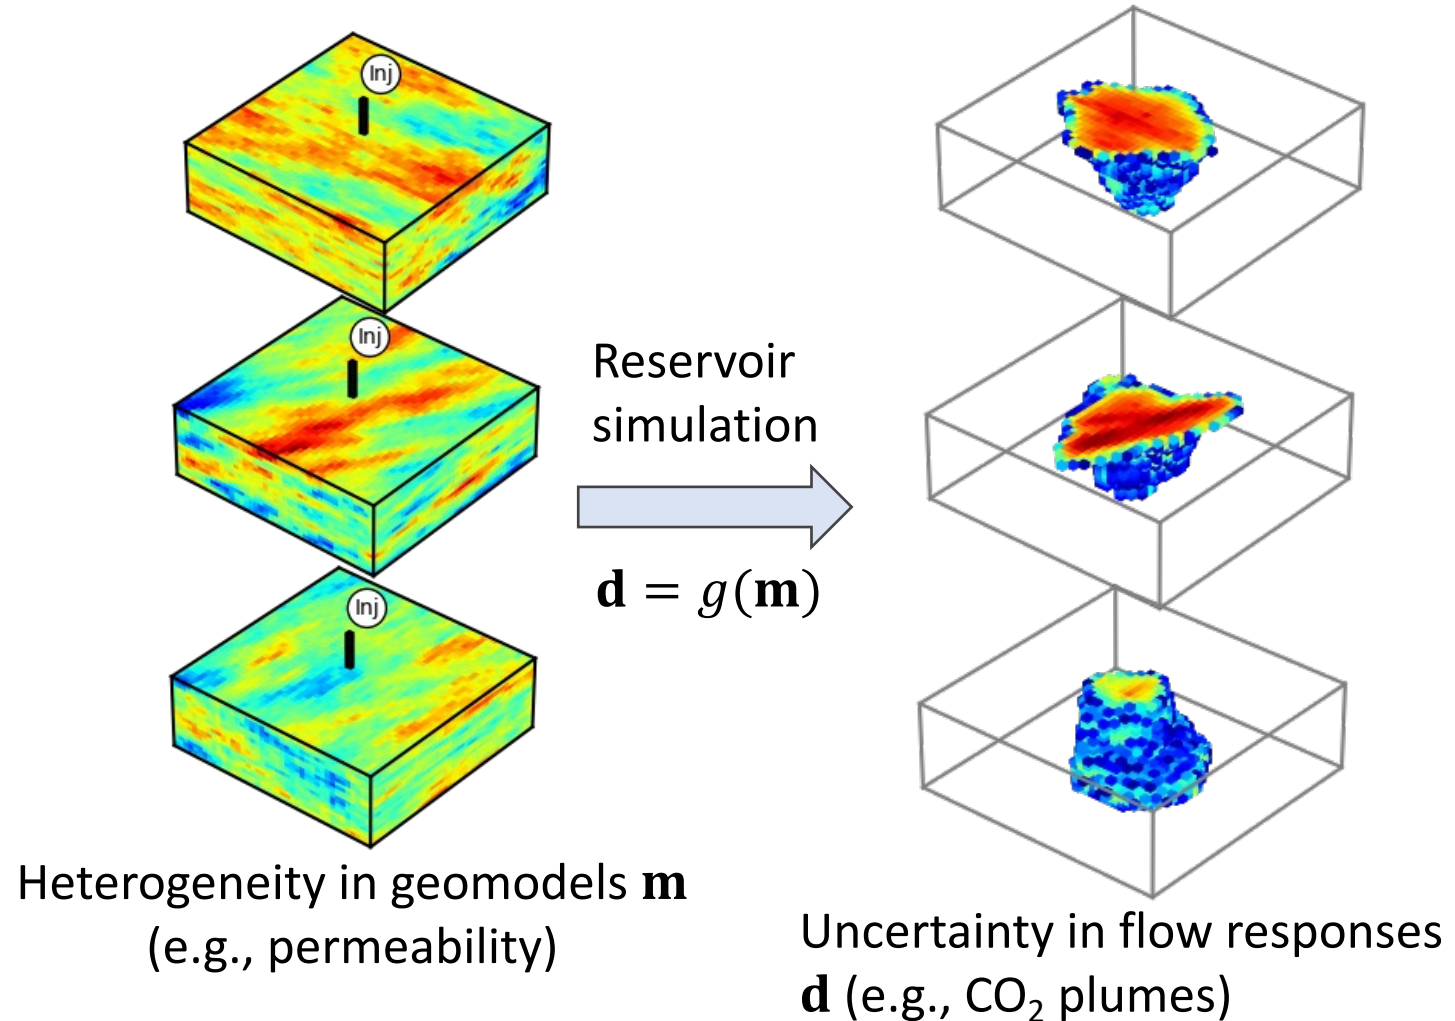 Inj
Inj
Inj
Reservoir
simulation
𝐝 = 𝑔(𝐦)
Heterogeneity in geomodels 𝐦
(e.g., permeability)
Uncertainty in flow responses
𝐝 (e.g., CO₂ plumes)